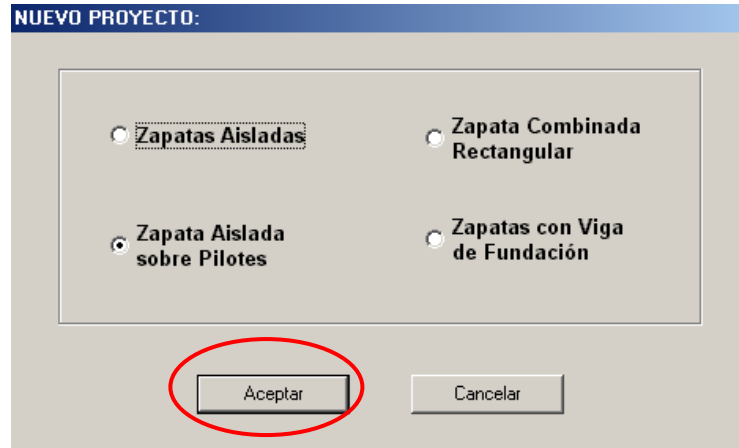 NUEVO PROYECTO:
Zapatas Aisladas
Zapata Combinada
Rectangular
Zapata Aislada
sobre Pilotes
Zapatas con Viga
de Fundación
Aceptar
Cancelar